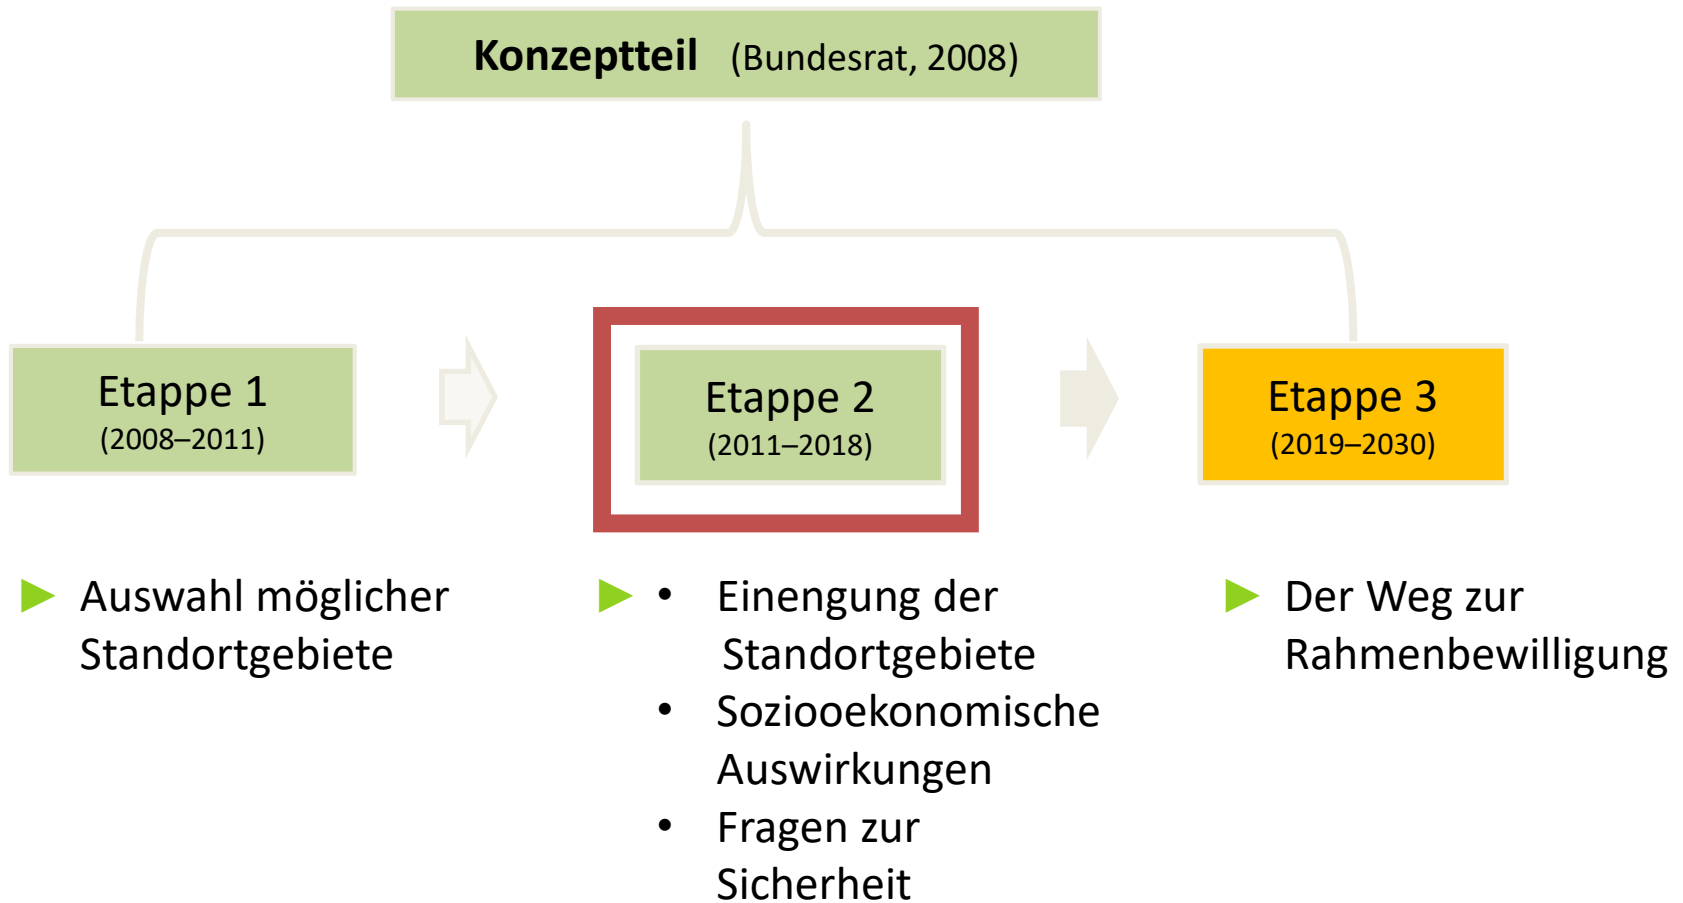 Konzeptteil (Bundesrat, 2008)
Etappe 1
(2008–2011)
Etappe 2
(2011–2018)
Etappe 3
(2019–2030)
► Auswahl möglicher
Standortgebiete
► • Einengung der
Standortgebiete
• Soziooekonomische
Auswirkungen
• Fragen zur
Sicherheit
► Der Weg zur
Rahmenbewilligung